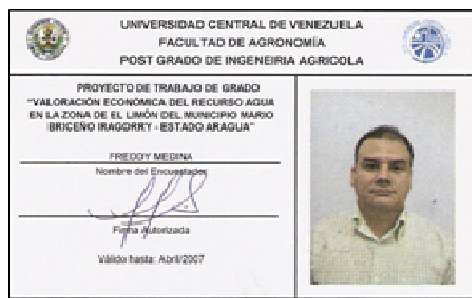 UNIVERSIDAD CENTRAL DE VENEZUELA
FACULTAD DE AGRONOMÍA
POST GRADO DE INGENEIRIA AGRICOLA
PROYECTO DE TRABAJO DE GRADO
"VALORACIÓN ECONÓMICA DEL RECURSO AGUA
EN LA ZONA DE EL LIMÓN DEL MUNICIPIO MARIO
BRICEÑO IRAGORRY - ESTADO ARAGUA"
FREDDY MEDINA
Nombre del Encuestador
Firma Autorizada
Válido hasta: Abril/2007